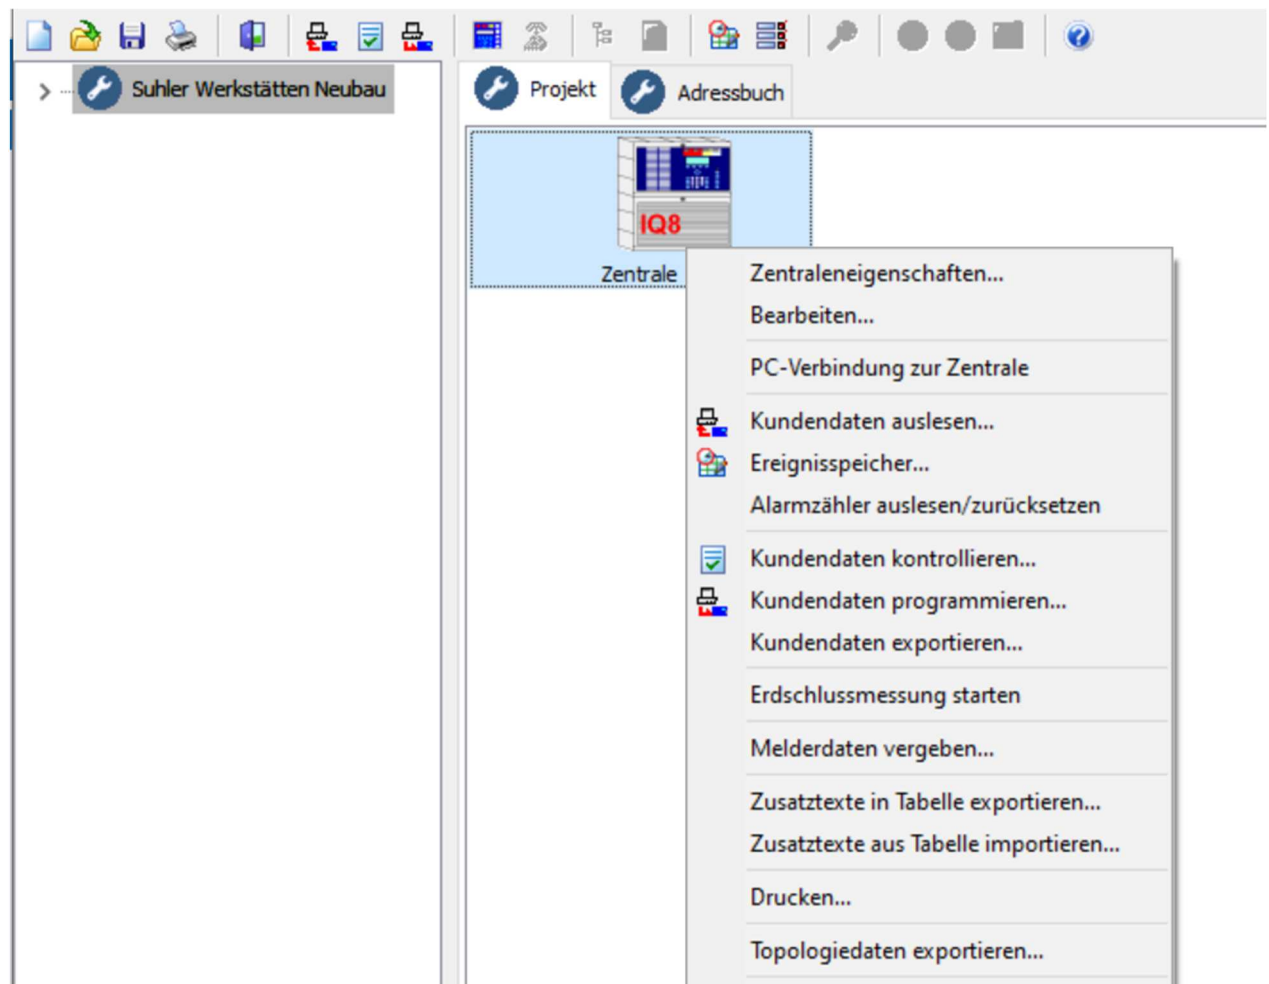 Suhler Werkstätten Neubau
Projekt
Adressbuch
IQ8
Zentrale
Zentraleneigenschaften...
Bearbeiten...
PC-Verbindung zur Zentrale
Kundendaten auslesen...
Ereignisspeicher...
Alarmzähler auslesen/zurücksetzen
Kundendaten kontrollieren...
Kundendaten programmieren...
Kundendaten exportieren...
Erdschlussmessung starten
Melderdaten vergeben...
Zusatztexte in Tabelle exportieren...
Zusatztexte aus Tabelle importieren...
Drucken...
Topologiedaten exportieren...